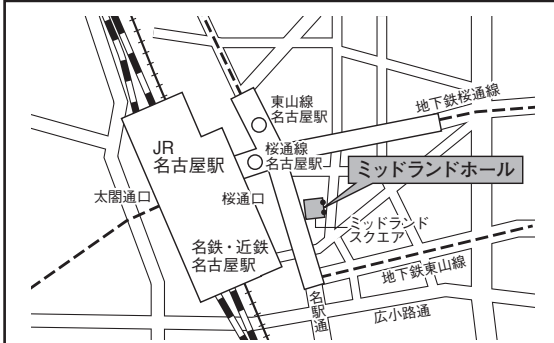 東山線
名古屋駅
地下鉄桜通線
JR
名古屋駅
桜通線
名古屋駅
ミッドランドホール
太閤通口
桜通口
ミッドランド
スクエア
名鉄・近鉄
名古屋駅
地下鉄東山線
名駅通
広小路通